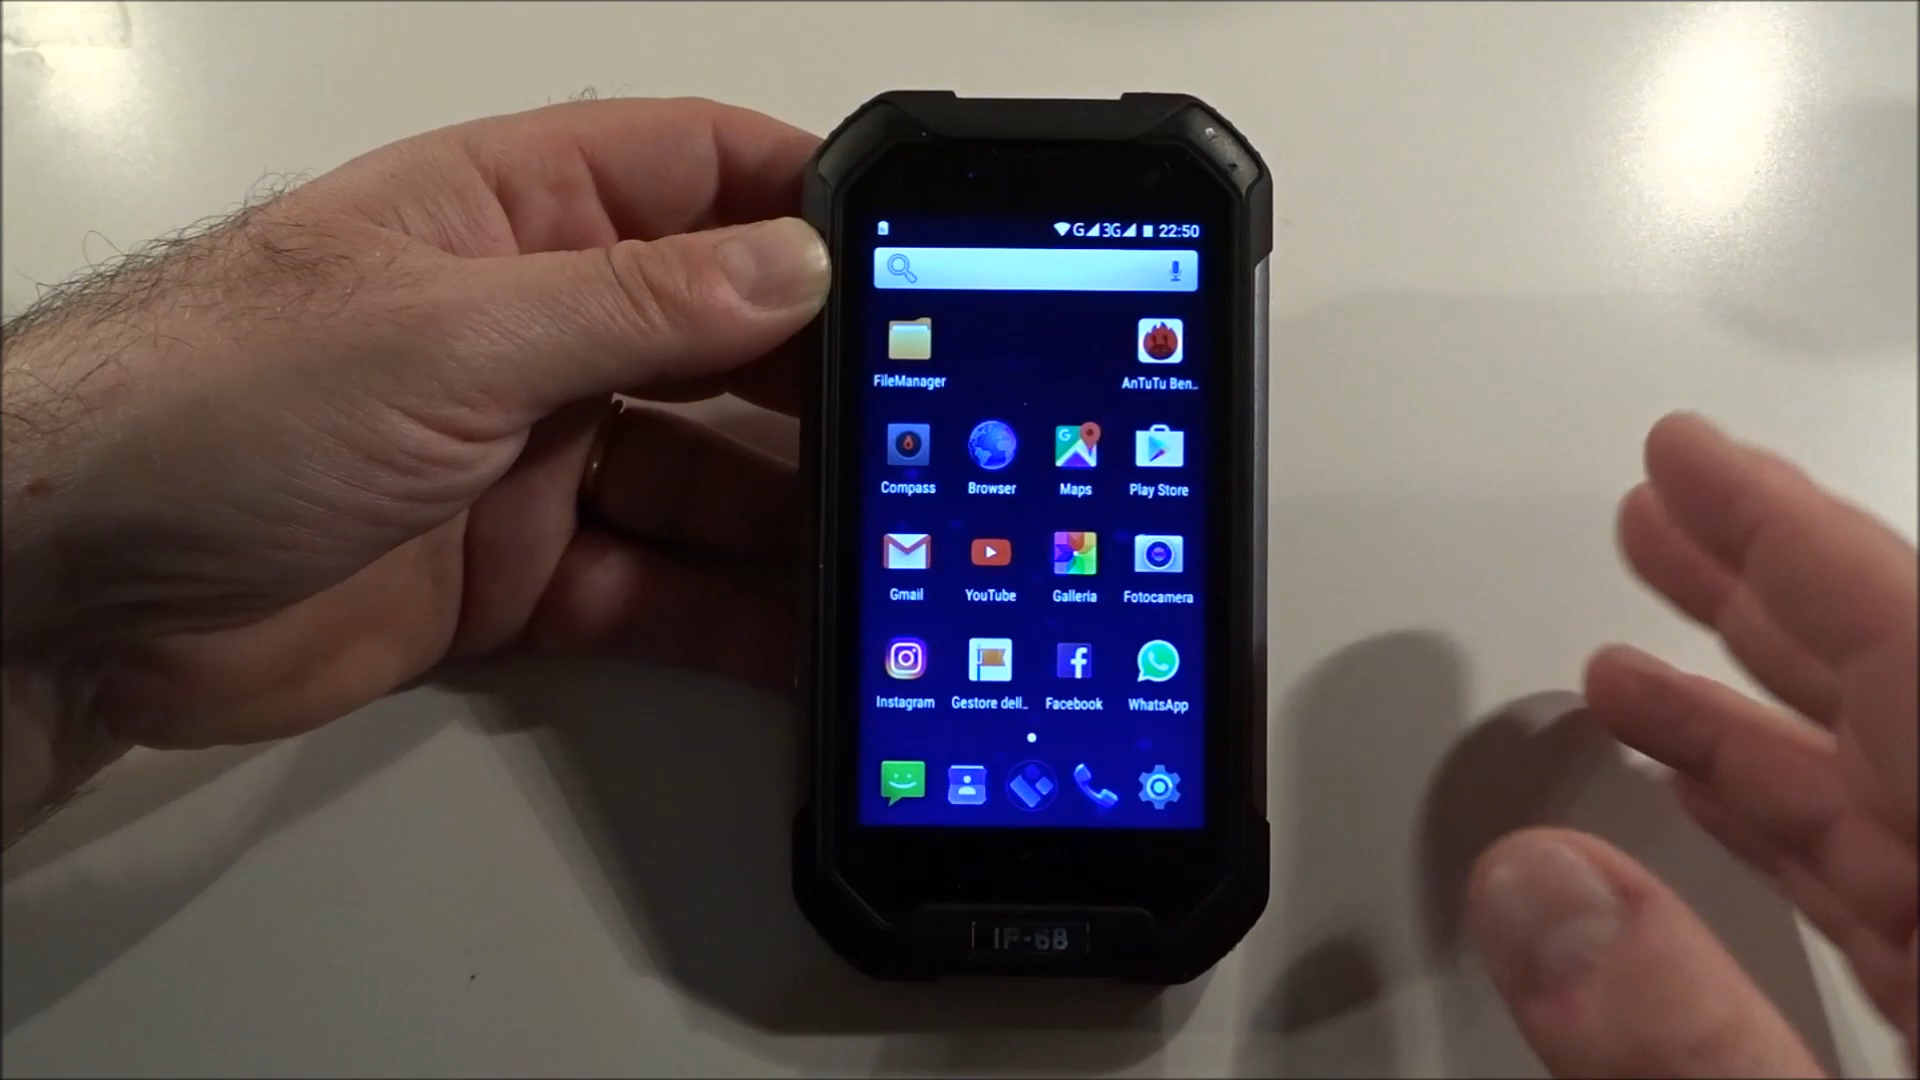 G 3G 22:50
FileManager
AnTuTu Ben..
Compass Browser Maps Play Store
Gmail YouTube Galleria Fotocamera
Instagram Gestore dell.. Facebook WhatsApp
IP-68